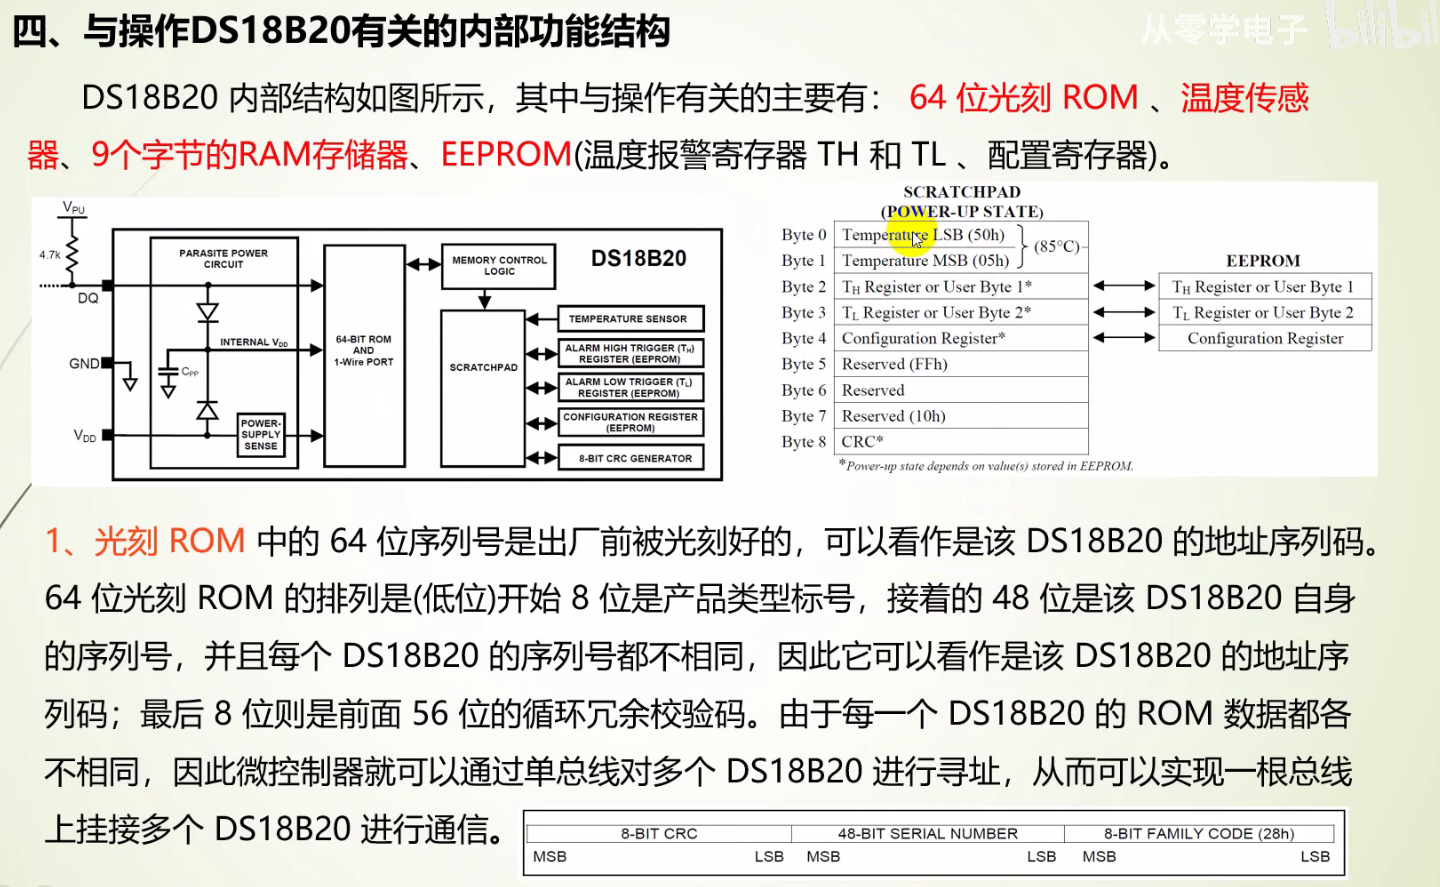 四、与操作DS18B20有关的内部功能结构
从零学电子 bilibili
DS18B20 内部结构如图所示，其中与操作有关的主要有： 64 位光刻 ROM 、温度传感
器、9个字节的RAM存储器、EEPROM(温度报警寄存器 TH 和 TL 、配置寄存器)。
VPU
4.7k
DQ
GND
VDD
PARASITE POWER
CIRCUIT
INTERNAL VDD
CPP
POWER-
SUPPLY
SENSE
64-BIT ROM
AND
1-Wire PORT
MEMORY CONTROL
LOGIC
DS18B20
SCRATCHPAD
TEMPERATURE SENSOR
ALARM HIGH TRIGGER (TH)
REGISTER (EEPROM)
ALARM LOW TRIGGER (TL)
REGISTER (EEPROM)
CONFIGURATION REGISTER
(EEPROM)
8-BIT CRC GENERATOR
SCRATCHPAD
(POWER-UP STATE)
Byte 0 Temperature LSB (50h)
(85°C)
Byte 1 Temperature MSB (05h)
Byte 2 TH Register or User Byte 1*
Byte 3 TL Register or User Byte 2*
Byte 4 Configuration Register*
Byte 5 Reserved (FFh)
Byte 6 Reserved
Byte 7 Reserved (10h)
Byte 8 CRC*
*Power-up state depends on value(s) stored in EEPROM.
EEPROM
TH Register or User Byte 1
TL Register or User Byte 2
Configuration Register
1、光刻 ROM 中的 64 位序列号是出厂前被光刻好的，可以看作是该 DS18B20 的地址序列码。
64 位光刻 ROM 的排列是(低位)开始 8 位是产品类型标号，接着的 48 位是该 DS18B20 自身
的序列号，并且每个 DS18B20 的序列号都不相同，因此它可以看作是该 DS18B20 的地址序
列码；最后 8 位则是前面 56 位的循环冗余校验码。由于每一个 DS18B20 的 ROM 数据都各
不相同，因此微控制器就可以通过单总线对多个 DS18B20 进行寻址，从而可以实现一根总线
上挂接多个 DS18B20 进行通信。
8-BIT CRC 48-BIT SERIAL NUMBER 8-BIT FAMILY CODE (28h)
MSB LSB MSB LSB MSB LSB